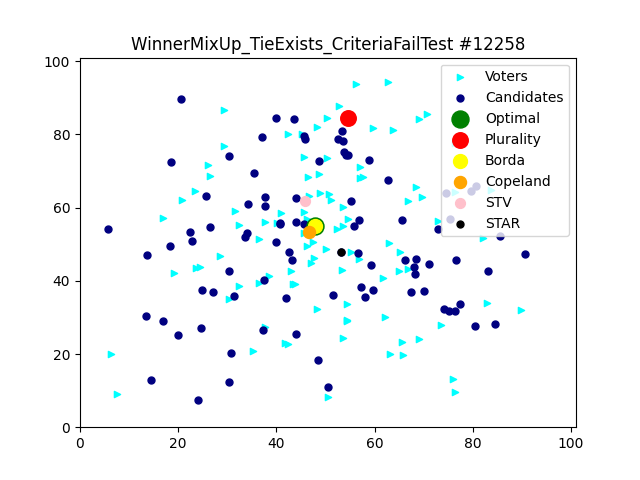 WinnerMixUp_TieExists_CriteriaFailTest #12258
100
80
60
40
20
0
0 20 40 60 80 100
Voters
Candidates
Optimal
Plurality
Borda
Copeland
STV
STAR